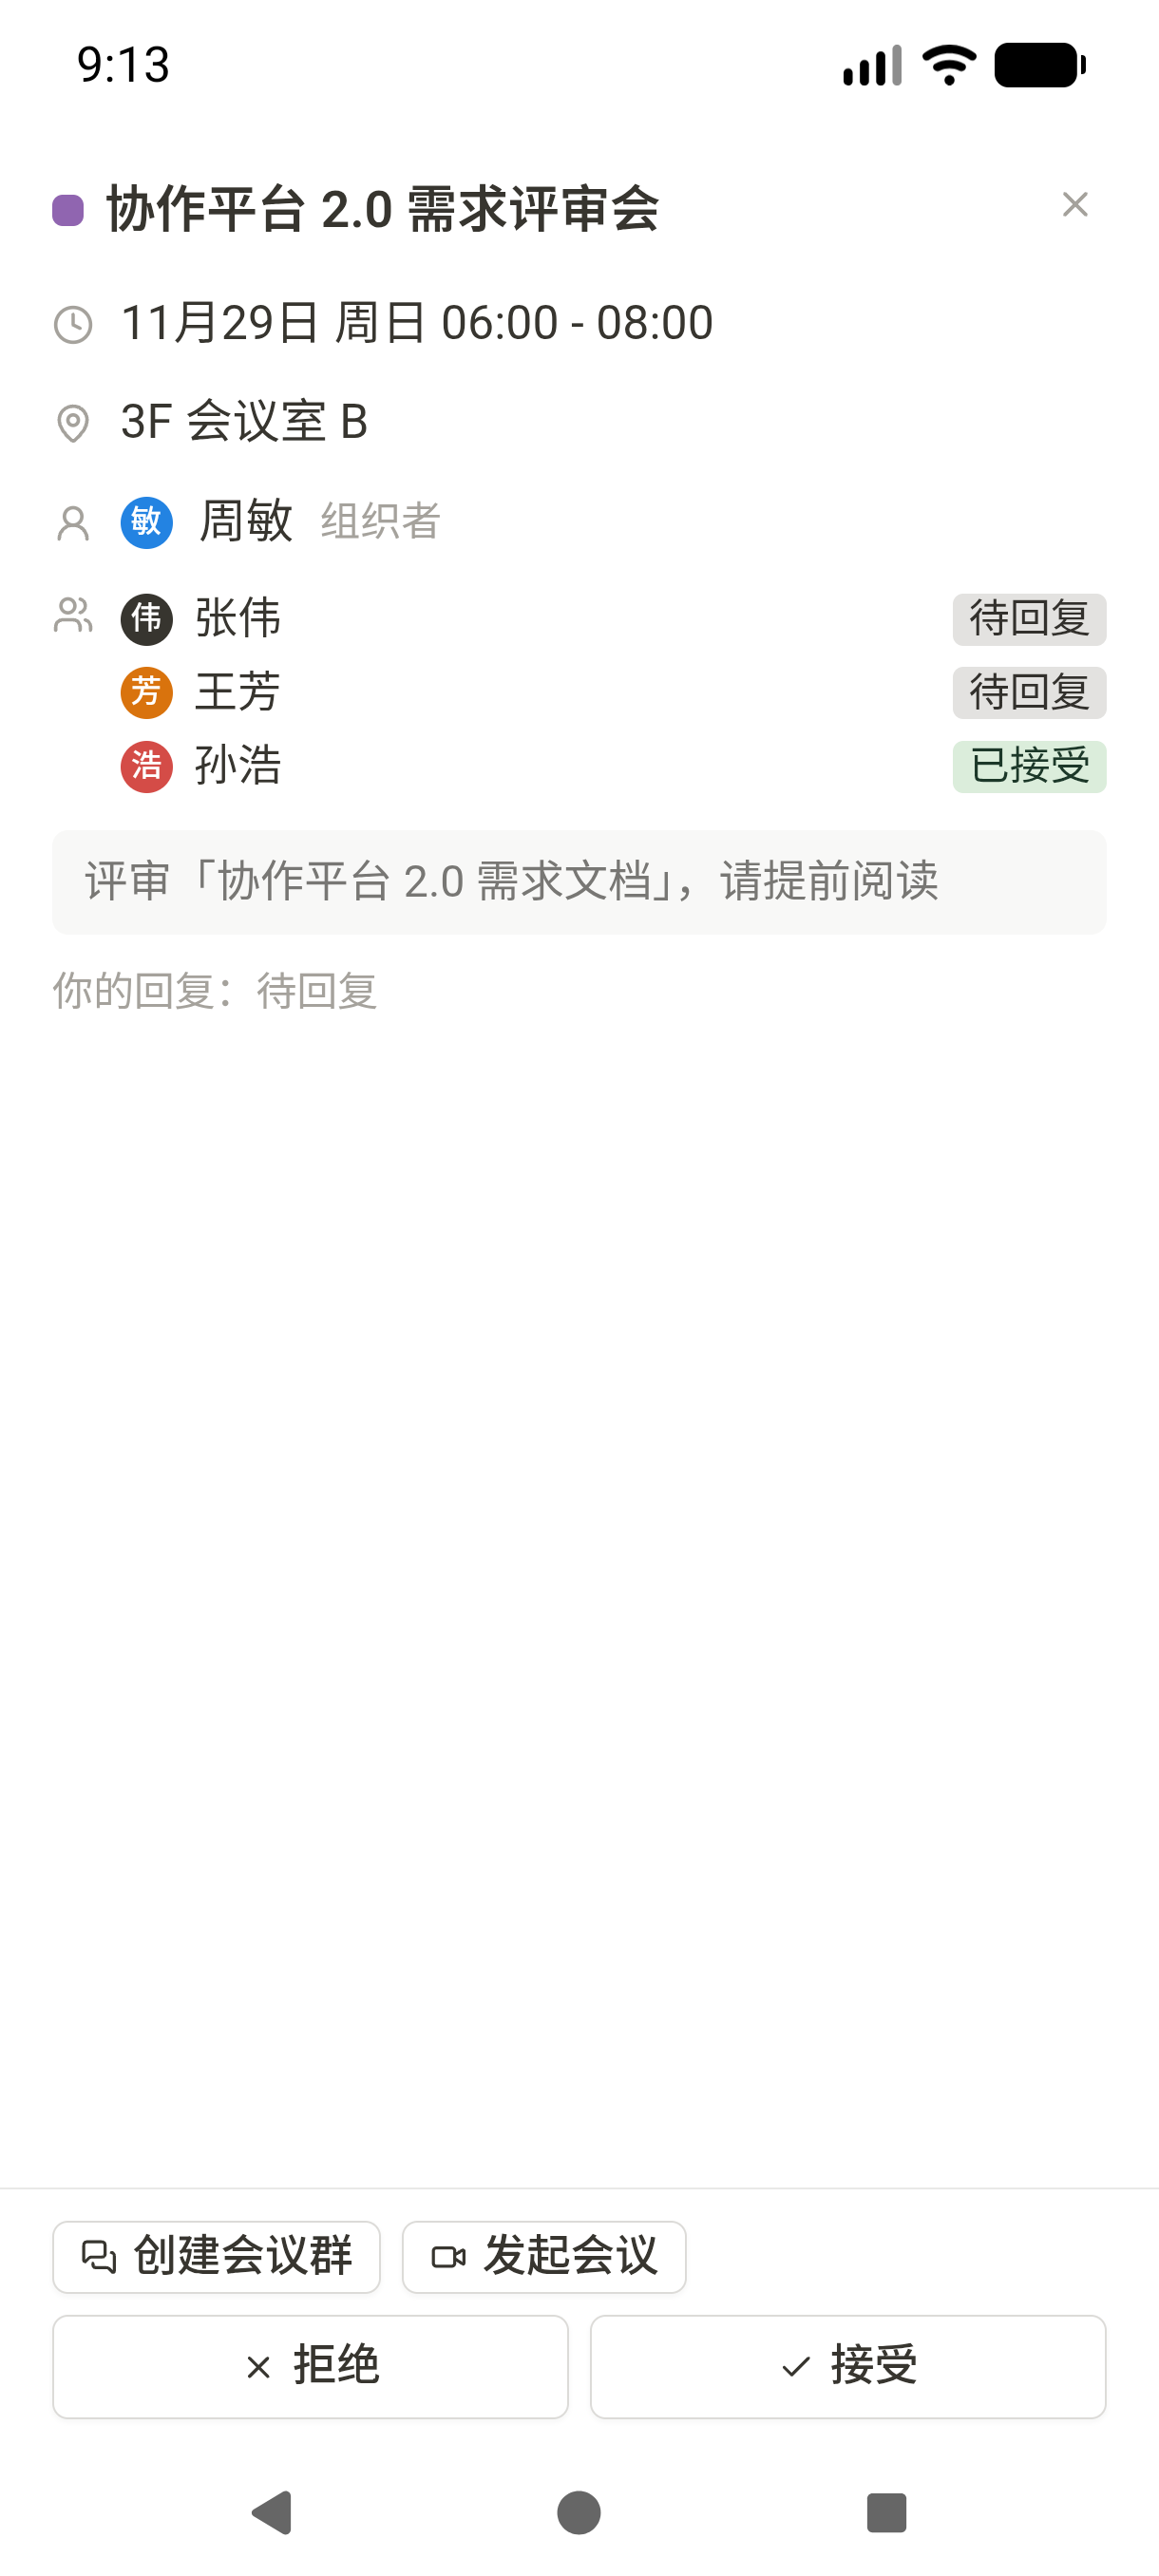 9:13
协作平台 2.0 需求评审会
11月29日 周日 06:00 - 08:00
3F 会议室 B
敏 周敏 组织者
伟 张伟 待回复
芳 王芳 待回复
浩 孙浩 已接受
评审「协作平台 2.0 需求文档」，请提前阅读
你的回复：待回复
创建会议群 发起会议
拒绝 接受